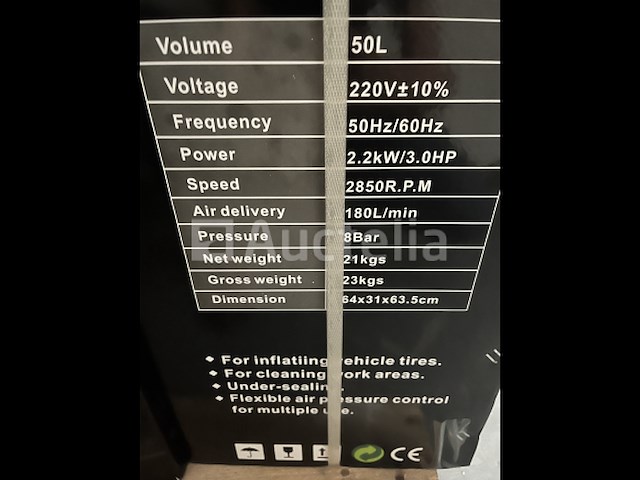 Volume 50L
Voltage 220V±10%
Frequency 50Hz/60Hz
Power 2.2kW/3.0HP
Speed 2850R.P.M
Air delivery 180L/min
Pressure 8Bar
Auctelia
Net weight 21kgs
Gross weight 23kgs
Dimension 64x31x63.5cm
For inflatiing vehicle tires.
For cleaning work areas.
Under-sealing.
Flexible air pressure control
for multiple use.
CE